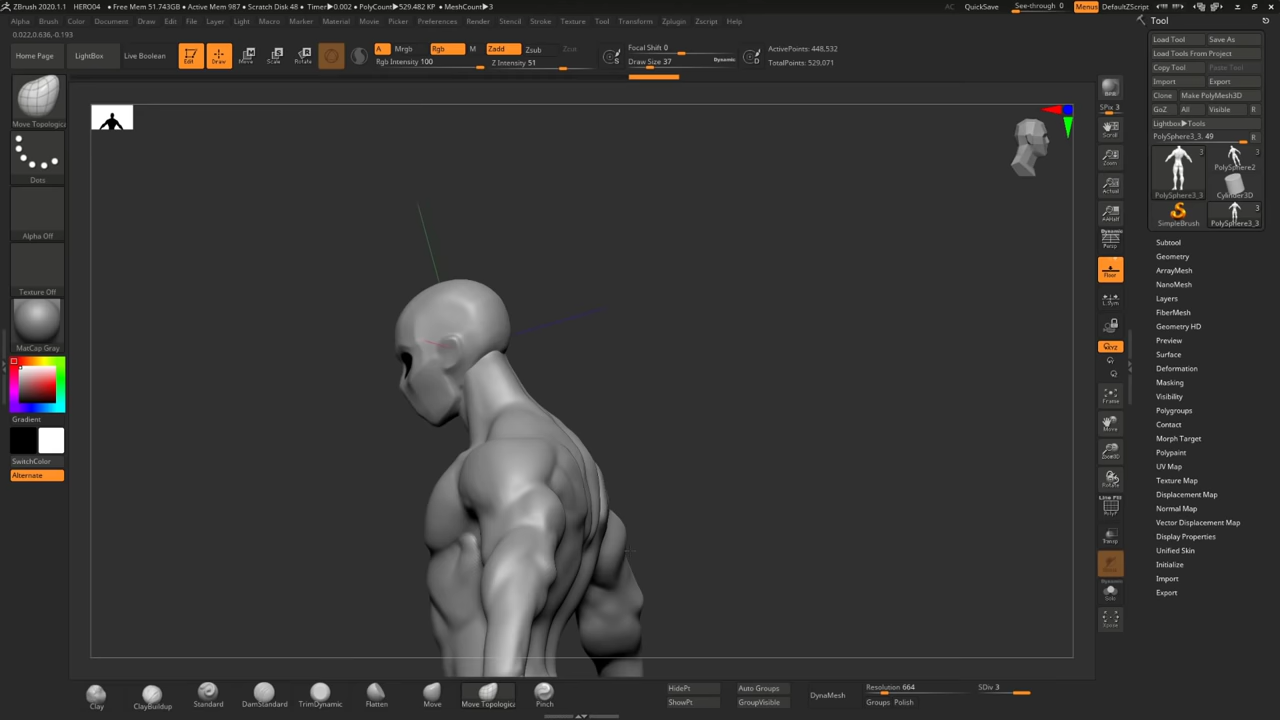 ZBrush 2020.1.1 HERO04 • Free Mem 51.743GB • Active Mem 987 • Scratch Disk 48 • Timer▶0.002 • PolyCount▶529.482 KP • MeshCount▶3 AC QuickSave See-through 0 Menus DefaultZScript
Alpha Brush Color Document Draw Edit File Layer Light Macro Marker Material Movie Picker Preferences Render Stencil Texture Tool Transform Zplugin Zscript Help
0.022,0.636,-0.193
Home Page LightBox Live Boolean Edit Draw Move Scale Rotate A Mrgb Rgb M Zadd Zsub Zcut Focal Shift 0 ActivePoints: 448,532
Rgb Intensity 100 Z Intensity 51 Draw Size 37 Dynamic TotalPoints: 529,071
Move Topologica
Dots
Alpha Off
Texture Off
MatCap Gray
Gradient
SwitchColor
Alternate
SPix 3
Scroll
Zoom
Actual
AAHalf
Dynamic
Persp
Floor
L.Sym
Frame
Move
Zoom3D
Rotate
Line Fill
PolyF
Transp
Dynamic
Solo
Xpose
Tool
Load Tool Save As
Load Tools From Project
Copy Tool Paste Tool
Import Export
Clone Make PolyMesh3D
GoZ All Visible R
Lightbox▶Tools
PolySphere3_3. 49 R
3 3
PolySphere2
PolySphere3_3 Cylinder3D
3
SimpleBrush PolySphere3_3
Subtool
Geometry
ArrayMesh
NanoMesh
Layers
FiberMesh
Geometry HD
Preview
Surface
Deformation
Masking
Visibility
Polygroups
Contact
Morph Target
Polypaint
UV Map
Texture Map
Displacement Map
Normal Map
Vector Displacement Map
Display Properties
Unified Skin
Initialize
Import
Export
Clay ClayBuildup Standard DamStandard TrimDynamic Flatten Move Move Topologica Pinch
HidePt Auto Groups DynaMesh Resolution 664 SDiv 3
ShowPt GroupVisible Groups Polish